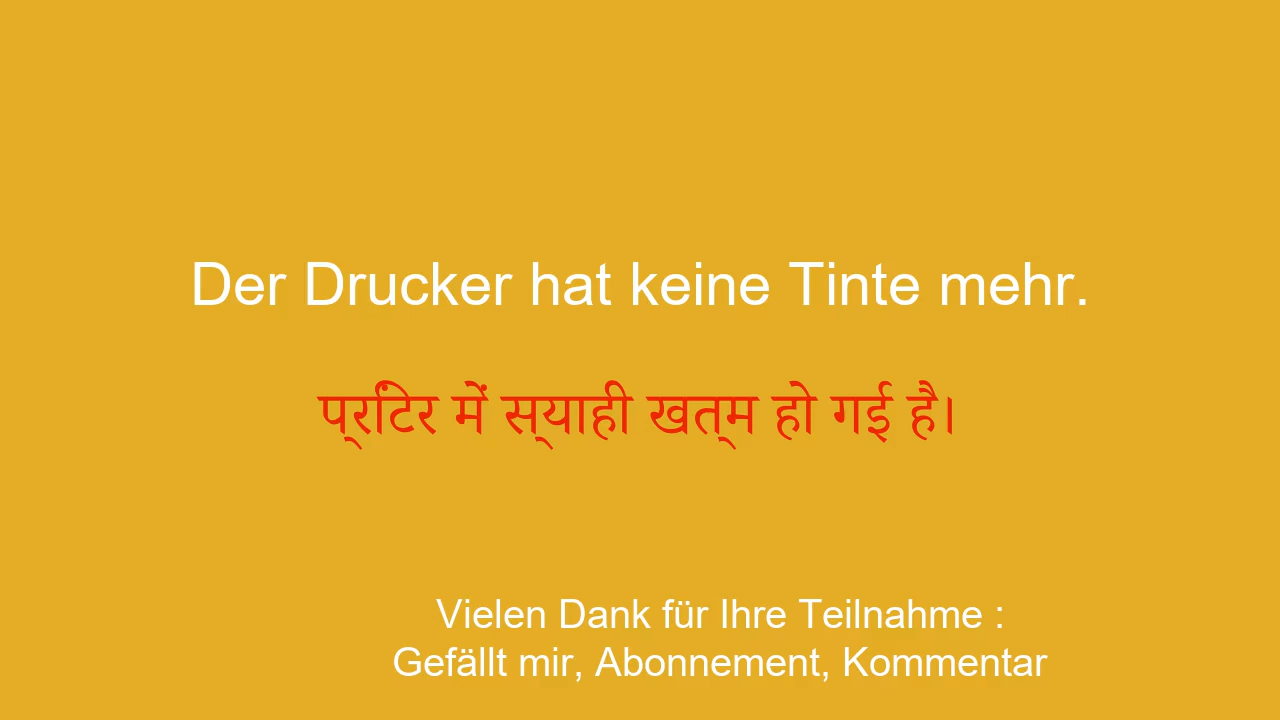 Der Drucker hat keine Tinte mehr.
प्रिंटर में स्याही खत्म हो गई है।
Vielen Dank für Ihre Teilnahme :
Gefällt mir, Abonnement, Kommentar